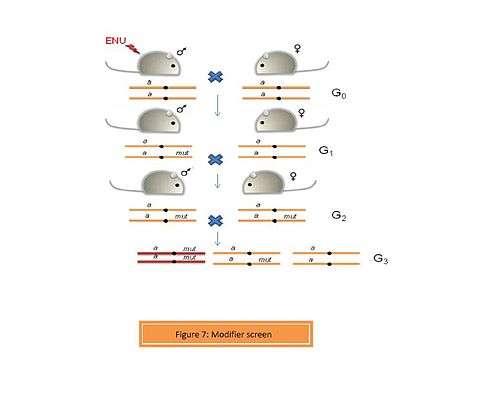 ENU
♂ ♀
a a
a a
G0
♂ ♀
a a
a mut a
G1
♂ ♀
a a
a mut a mut
G2
a mut a a
a mut a mut a
G3
Figure 7: Modifier screen